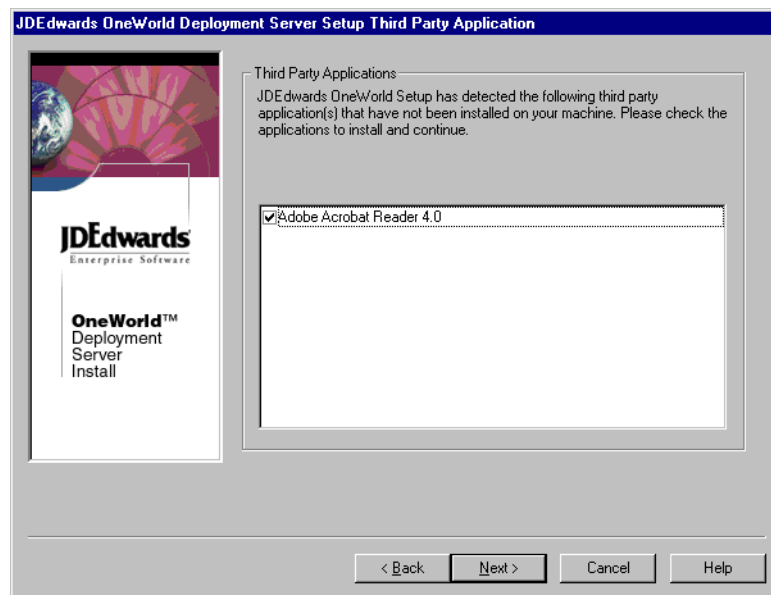 JDEdwards OneWorld Deployment Server Setup Third Party Application
Third Party Applications
JDEdwards OneWorld Setup has detected the following third party
application(s) that have not been installed on your machine. Please check the
applications to install and continue.
Adobe Acrobat Reader 4.0
JDEdwards
Enterprise Software
OneWorld™
Deployment
Server
Install
< Back
Next >
Cancel
Help